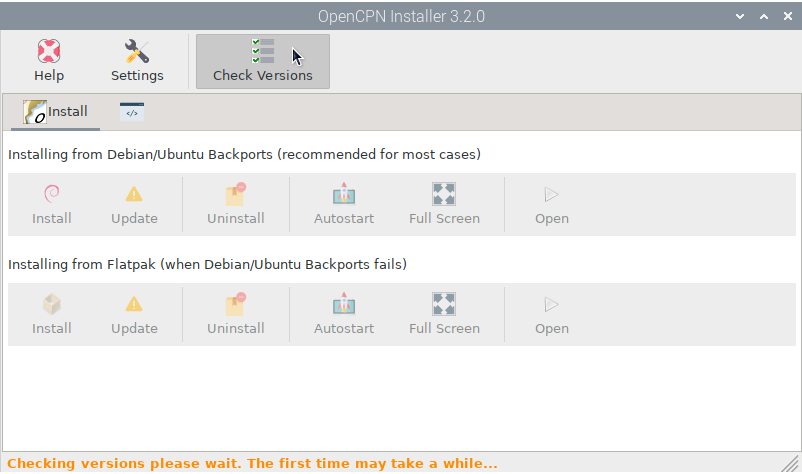 OpenCPN Installer 3.2.0
Help Settings Check Versions
Install </>
Installing from Debian/Ubuntu Backports (recommended for most cases)
Install Update Uninstall Autostart Full Screen Open
Installing from Flatpak (when Debian/Ubuntu Backports fails)
Install Update Uninstall Autostart Full Screen Open
Checking versions please wait. The first time may take a while...